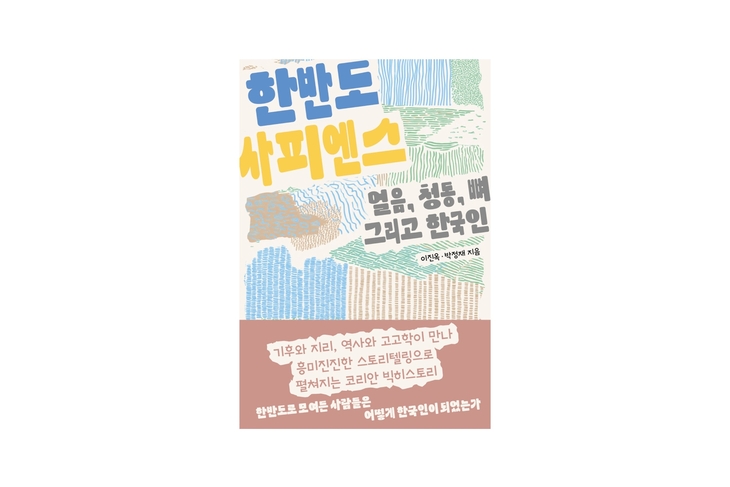 한반도
사피엔스
얼음, 청동, 뼈
그리고 한국인
이진옥·박정재 지음
기후와 지리, 역사와 고고학이 만나
흥미진진한 스토리텔링으로
펼쳐지는 코리안 빅히스토리
한반도로 모여든 사람들은
어떻게 한국인이 되었는가